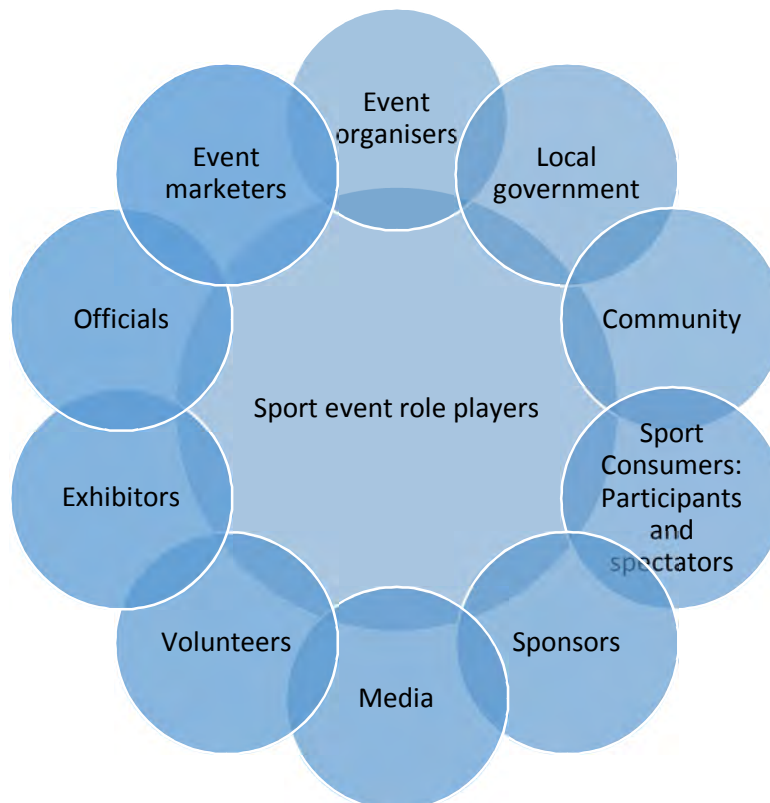 Event
organisers
Local
government
Community
Sport
Consumers:
Participants
and
spectators
Sponsors
Media
Volunteers
Exhibitors
Officials
Event
marketers
Sport event role players